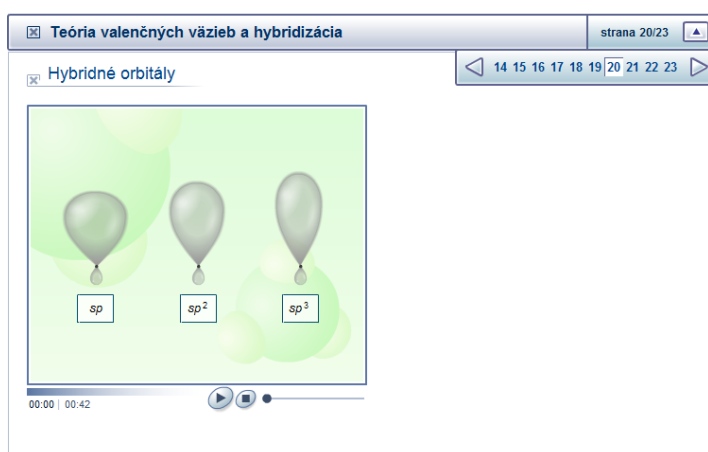 Teória valenčných väzieb a hybridizácia
strana 20/23
14 15 16 17 18 19 20 21 22 23
Hybridné orbitály
sp
sp²
sp³
00:00 | 00:42